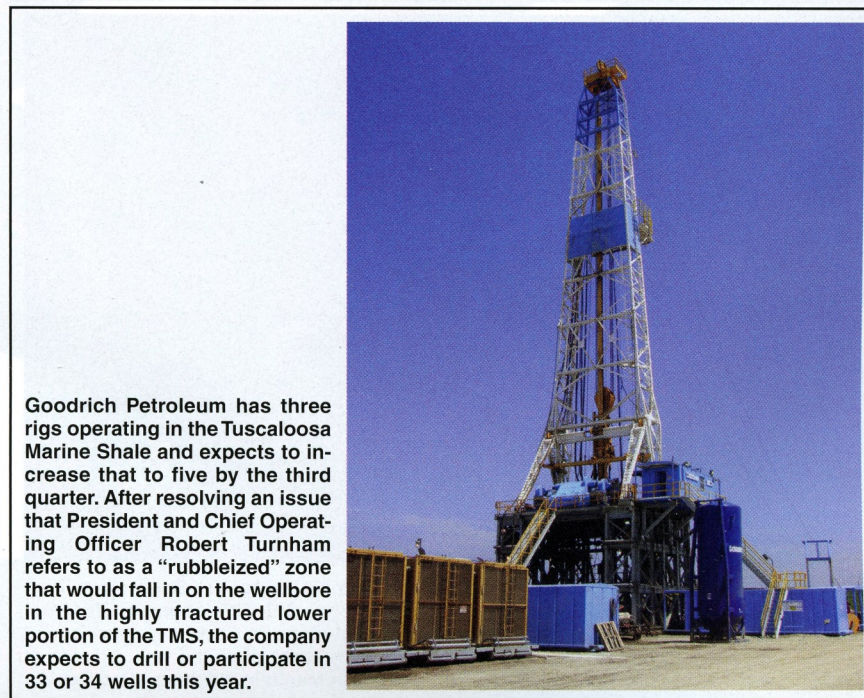 Goodrich Petroleum has three
rigs operating in the Tuscaloosa
Marine Shale and expects to in-
crease that to five by the third
quarter. After resolving an issue
that President and Chief Operat-
ing Officer Robert Turnham
refers to as a “rubbleized” zone
that would fall in on the wellbore
in the highly fractured lower
portion of the TMS, the company
expects to drill or participate in
33 or 34 wells this year.